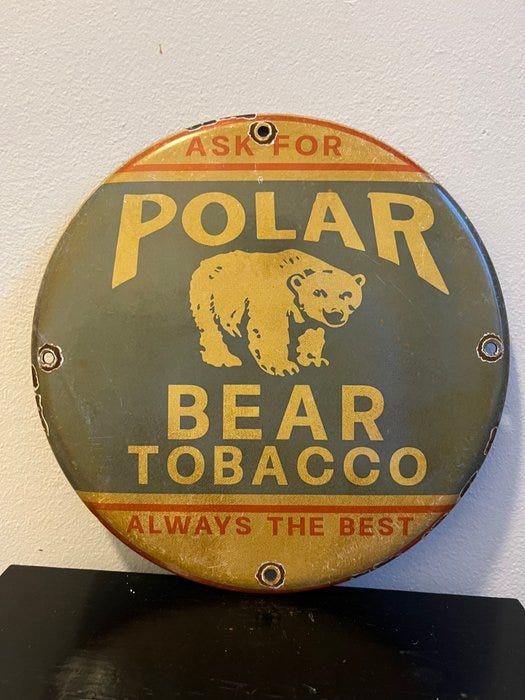 ASK FOR
POLAR
BEAR
TOBACCO
ALWAYS THE BEST